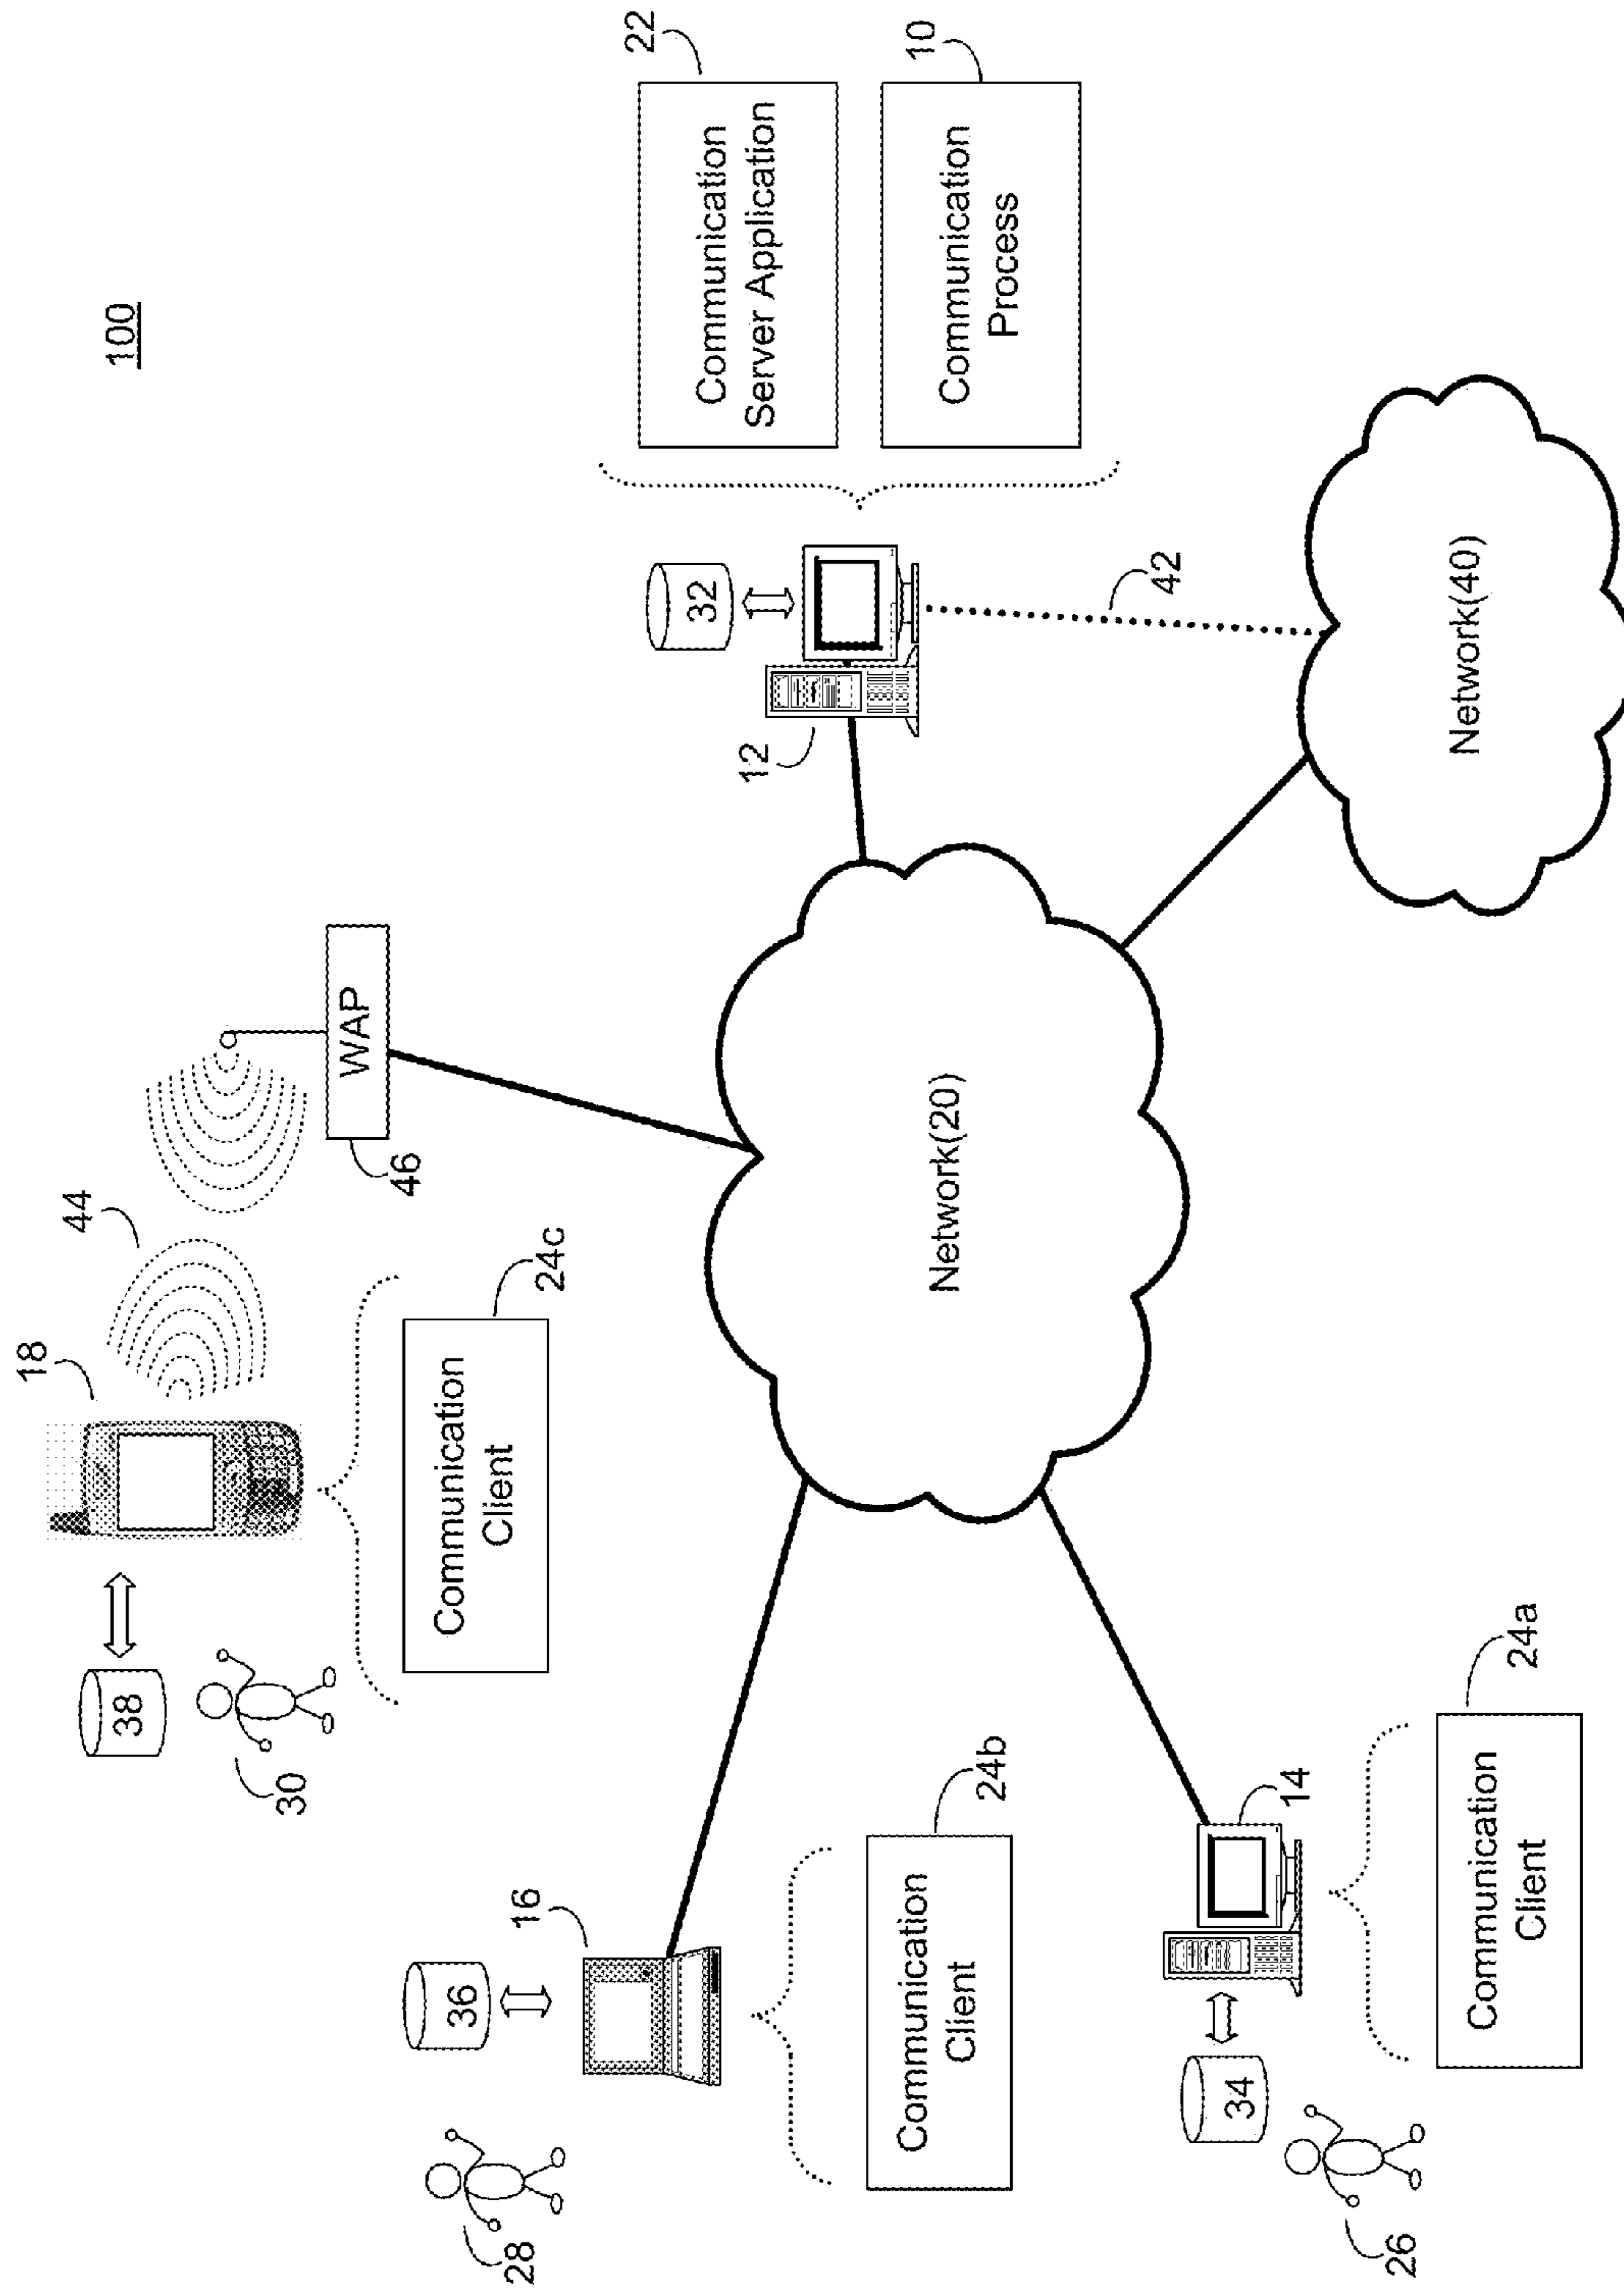 100
18
44
38
30
WAP
46
Communication
Client
24c
22
Communication
Server Application
10
Communication
Process
32
12
36
16
28
Communication
Client
24b
Network(20)
42
Network(40)
34
14
26
Communication
Client
24a